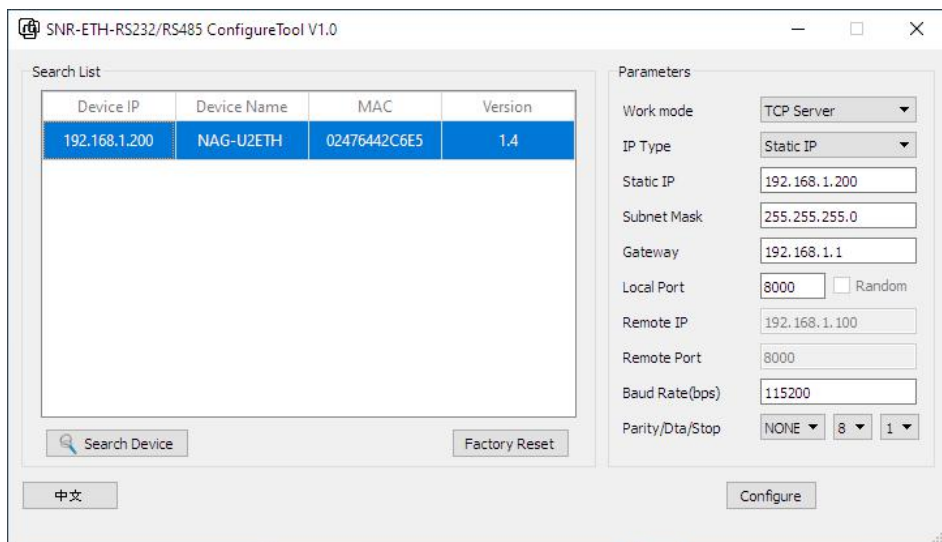 SNR-ETH-RS232/RS485 ConfigureTool V1.0
Search List
Device IP Device Name MAC Version
192.168.1.200 NAG-U2ETH 02476442C6E5 1.4
Search Device Factory Reset
Parameters
Work mode TCP Server
IP Type Static IP
Static IP 192.168.1.200
Subnet Mask 255.255.255.0
Gateway 192.168.1.1
Local Port 8000 Random
Remote IP 192.168.1.100
Remote Port 8000
Baud Rate(bps) 115200
Parity/Dta/Stop NONE 8 1
中文 Configure